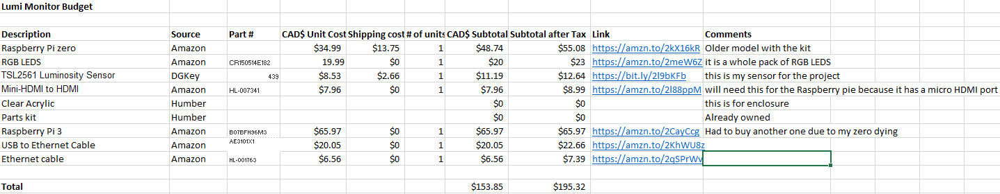 Lumi Monitor Budget
Description Source Part # CAD$ Unit Cost Shipping cost # of units CAD$ Subtotal Subtotal after Tax Link Comments
Raspberry Pi zero Amazon $34.99 $13.75 1 $48.74 $55.08 https://amzn.to/2kX16kR Older model with the kit
RGB LEDS Amazon CR150514E182 19.99 $0 1 $20 $23 https://amzn.to/2meW6Z it is a whole pack of RGB LEDS
TSL2561 Luminosity Sensor DGKey 439 $8.53 $2.66 1 $11.19 $12.64 https://bit.ly/2l9bKFb this is my sensor for the project
Mini-HDMI to HDMI Amazon HL-007341 $7.96 $0 1 $7.96 $8.99 https://amzn.to/2l88ppM will need this for the Raspberry pie because it has a micro HDMI port
Clear Acrylic Humber $0 $0 this is for enclosure
Parts kit Humber $0 $0 Already owned
Raspberry Pi 3 Amazon B07BFH96M3 $65.97 $0 1 $65.97 $65.97 https://amzn.to/2CayCcg Had to buy another one due to my zero dying
USB to Ethernet Cable Amazon AE3101X1 $20.05 $0 1 $20.05 $22.66 https://amzn.to/2KhWU8z
Ethernet cable Amazon HL-001763 $6.56 $0 1 $6.56 $7.39 https://amzn.to/2qSPrWv
Total $153.85 $195.32